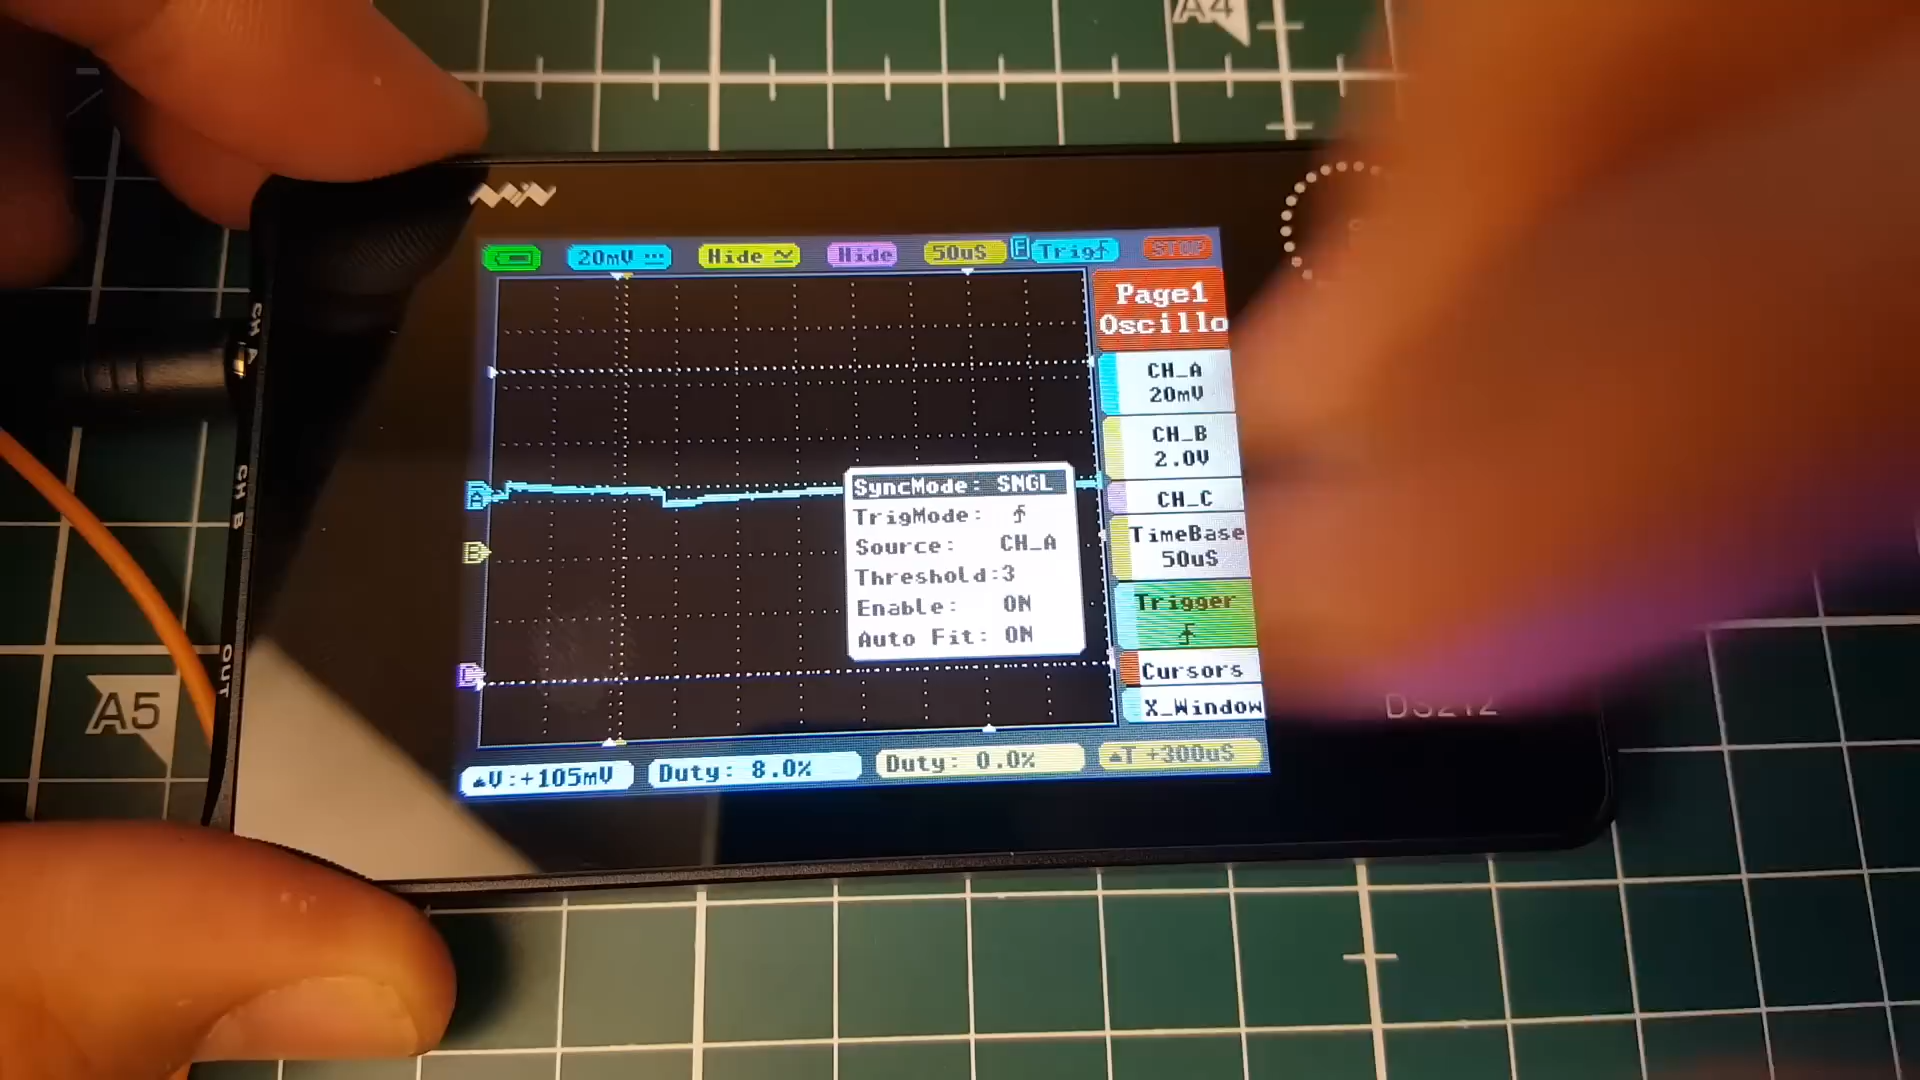 A4
20mV
Hide
Hide
50uS
Trig
STOP
Page1
Oscillo
CH_A
20mV
CH_B
2.0V
CH_C
TimeBase
50uS
Trigger
Cursors
X_Window
SyncMode: SNGL
TrigMode:
Source: CH_A
Threshold:3
Enable: ON
Auto Fit: ON
A
B
C
▲V:+105mV
Duty: 8.0%
Duty: 0.0%
▲T +300uS
CH A
CH B
OUT
A5
DS212